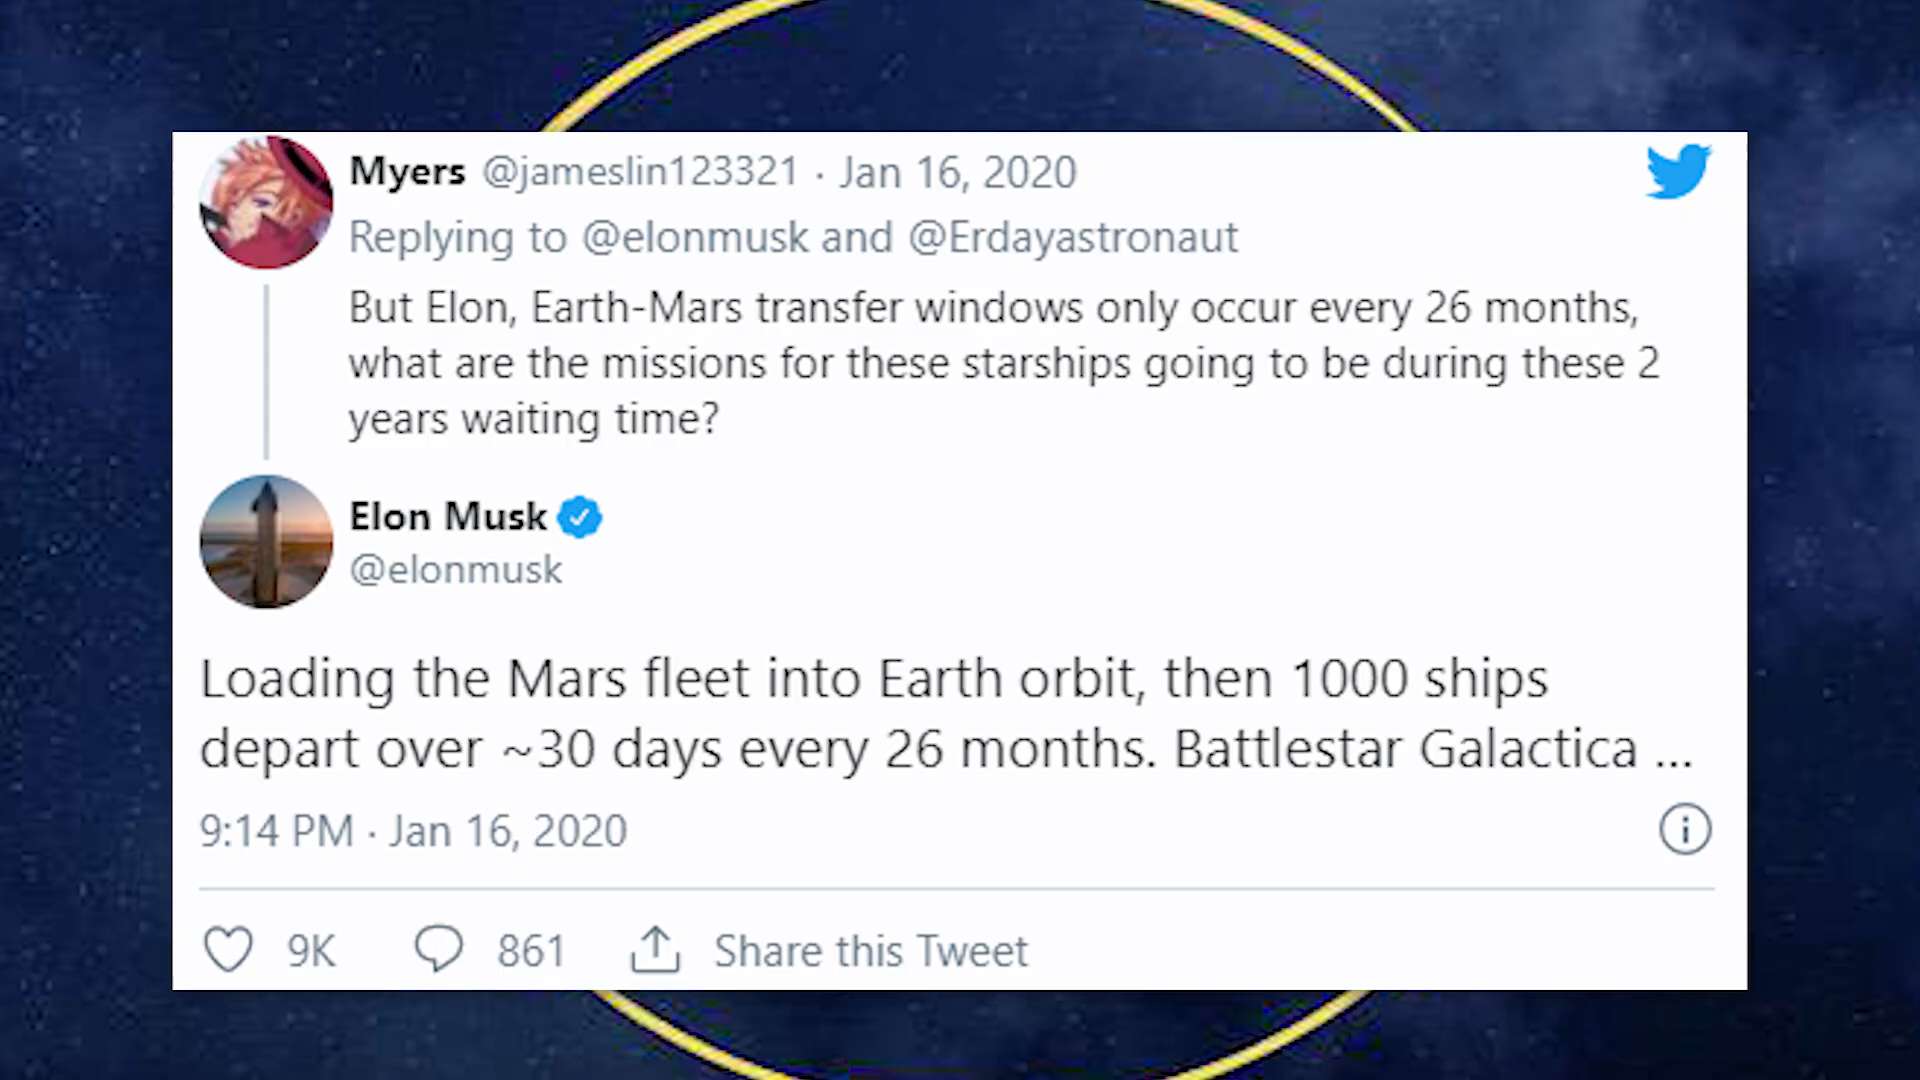 Myers @jameslin123321 · Jan 16, 2020
Replying to @elonmusk and @Erdayastronaut
But Elon, Earth-Mars transfer windows only occur every 26 months,
what are the missions for these starships going to be during these 2
years waiting time?
Elon Musk
@elonmusk
Loading the Mars fleet into Earth orbit, then 1000 ships
depart over ~30 days every 26 months. Battlestar Galactica ...
9:14 PM · Jan 16, 2020
9K 861 Share this Tweet